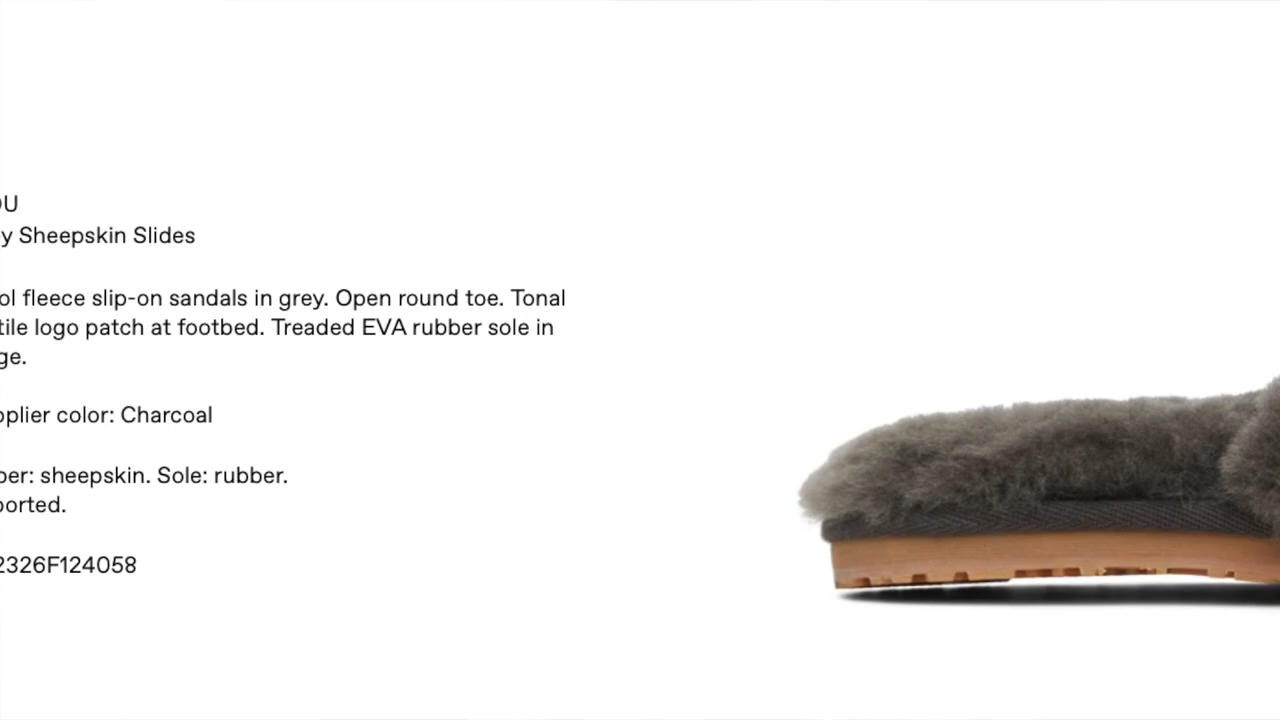 OU
y Sheepskin Slides
ol fleece slip-on sandals in grey. Open round toe. Tonal
tile logo patch at footbed. Treaded EVA rubber sole in
ge.
plier color: Charcoal
per: sheepskin. Sole: rubber.
ported.
2326F124058